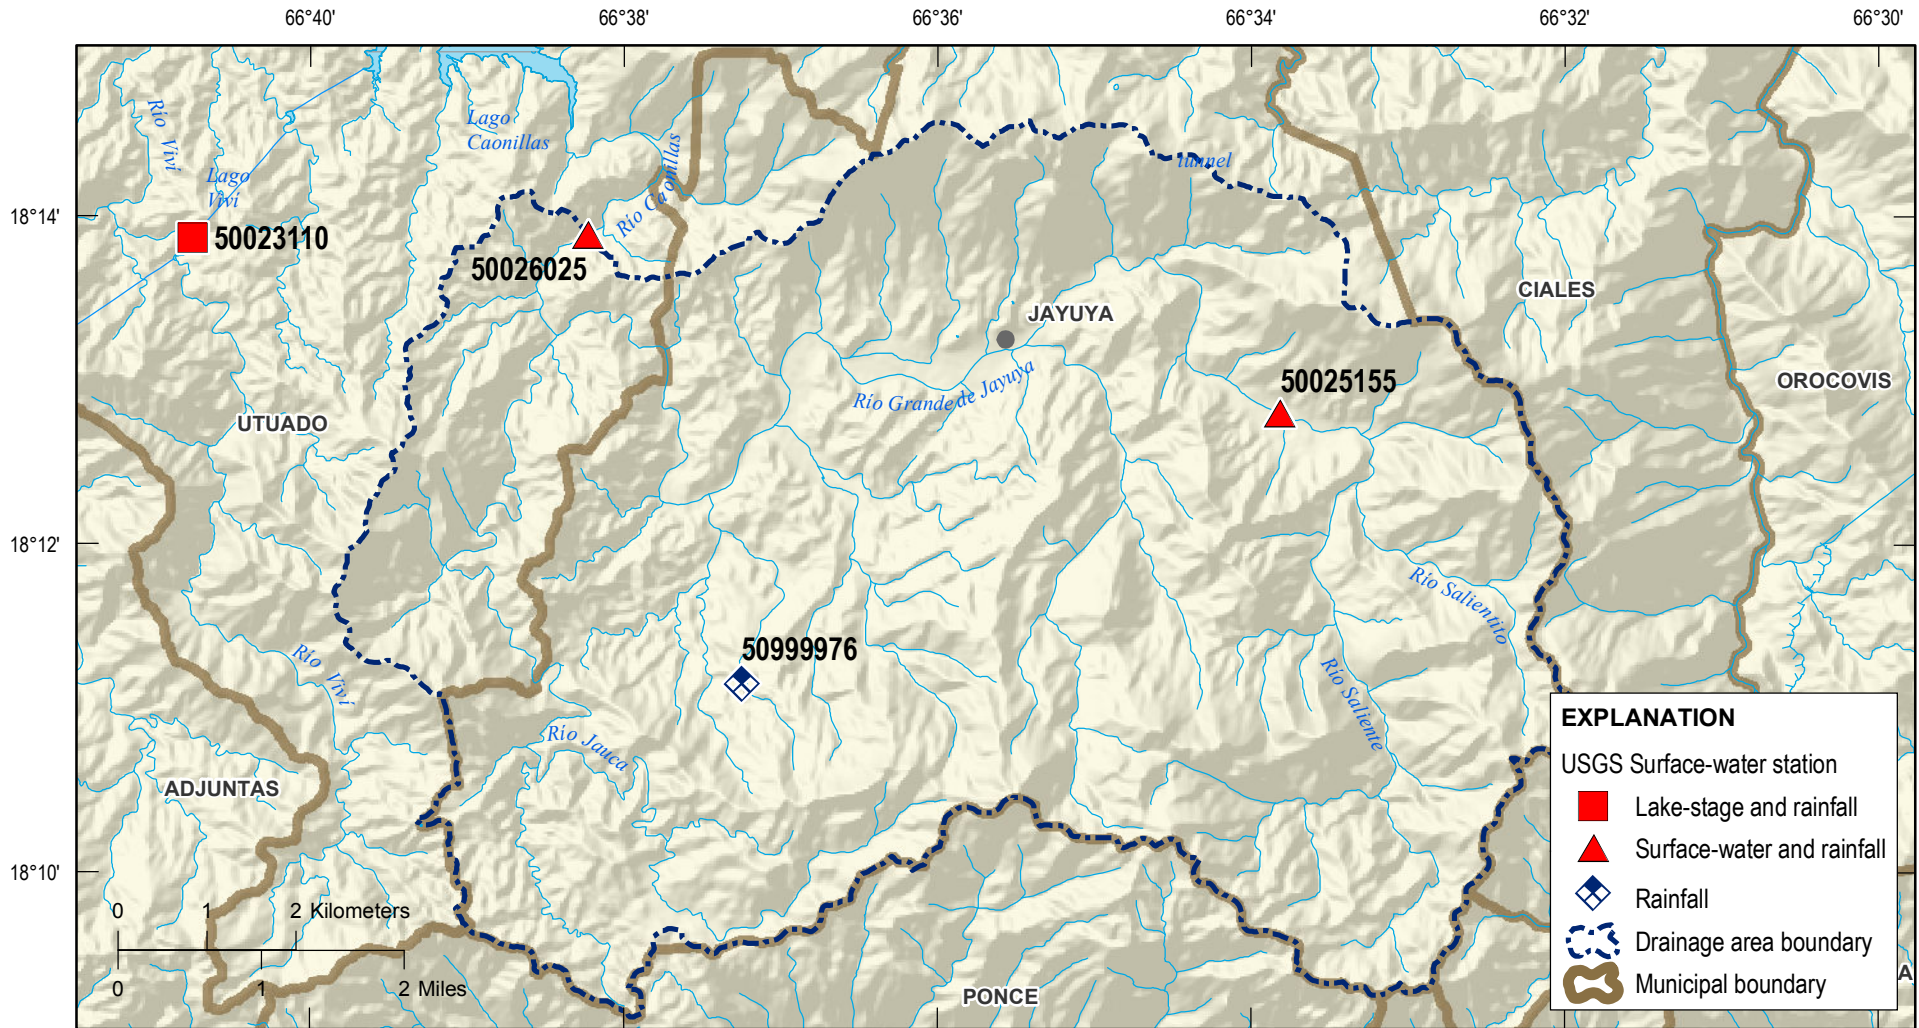 66°40'
66°38'
66°36'
66°34'
66°32'
66°30'
18°14'
18°12'
18°10'
Río Vivi
Lago
Vivi
50023110
Lago
Caonillas
Río Caonillas
50026025
tunnel
CIALES
OROCOVIS
JAYUYA
Río Grande de Jayuya
50025155
UTUADO
Río Salientito
Río Saliente
50999976
Río Vivi
Río Jauca
ADJUNTAS
PONCE
A
0 1 2 Kilometers
0 1 2 Miles
EXPLANATION
USGS Surface-water station
Lake-stage and rainfall
Surface-water and rainfall
Rainfall
Drainage area boundary
Municipal boundary